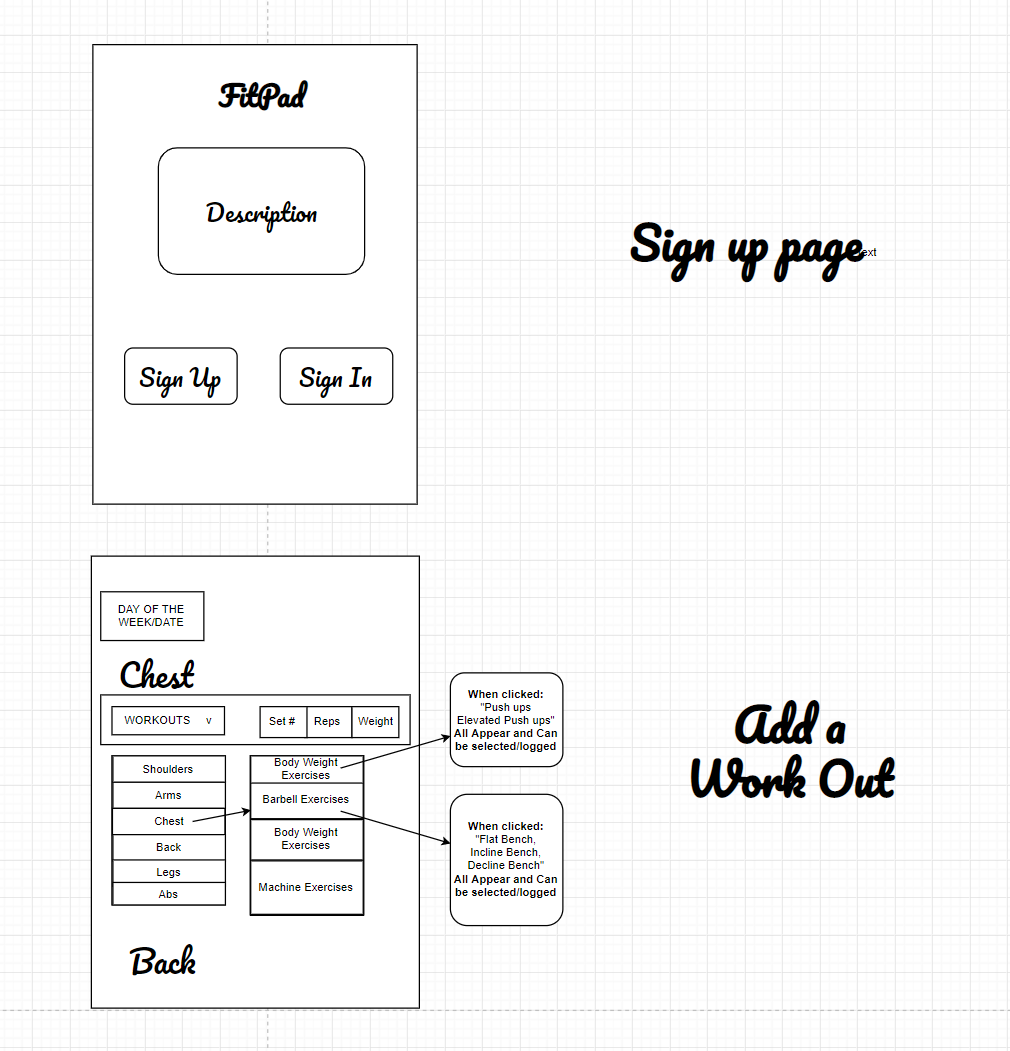 FitPad
Description
Sign up page
Text
Sign Up
Sign In
DAY OF THE
WEEK/DATE
Chest
WORKOUTS v
Set # Reps Weight
Shoulders
Arms
Chest
Back
Legs
Abs
Body Weight
Exercises
Barbell Exercises
Body Weight
Exercises
Machine Exercises
When clicked:
"Push ups
Elevated Push ups"
All Appear and Can
be selected/logged
When clicked:
"Flat Bench,
Incline Bench,
Decline Bench"
All Appear and Can
be selected/logged
Add a
Work Out
Back